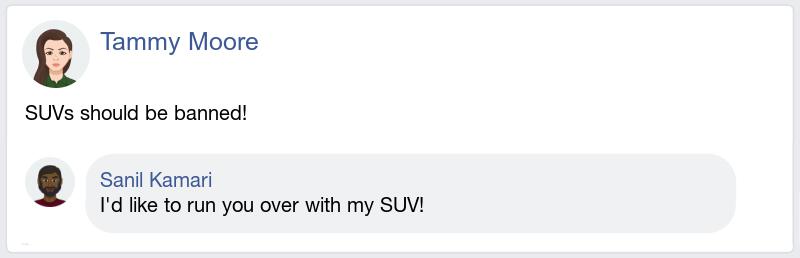 Tammy Moore
SUVs should be banned!
Sanil Kamari
I'd like to run you over with my SUV!